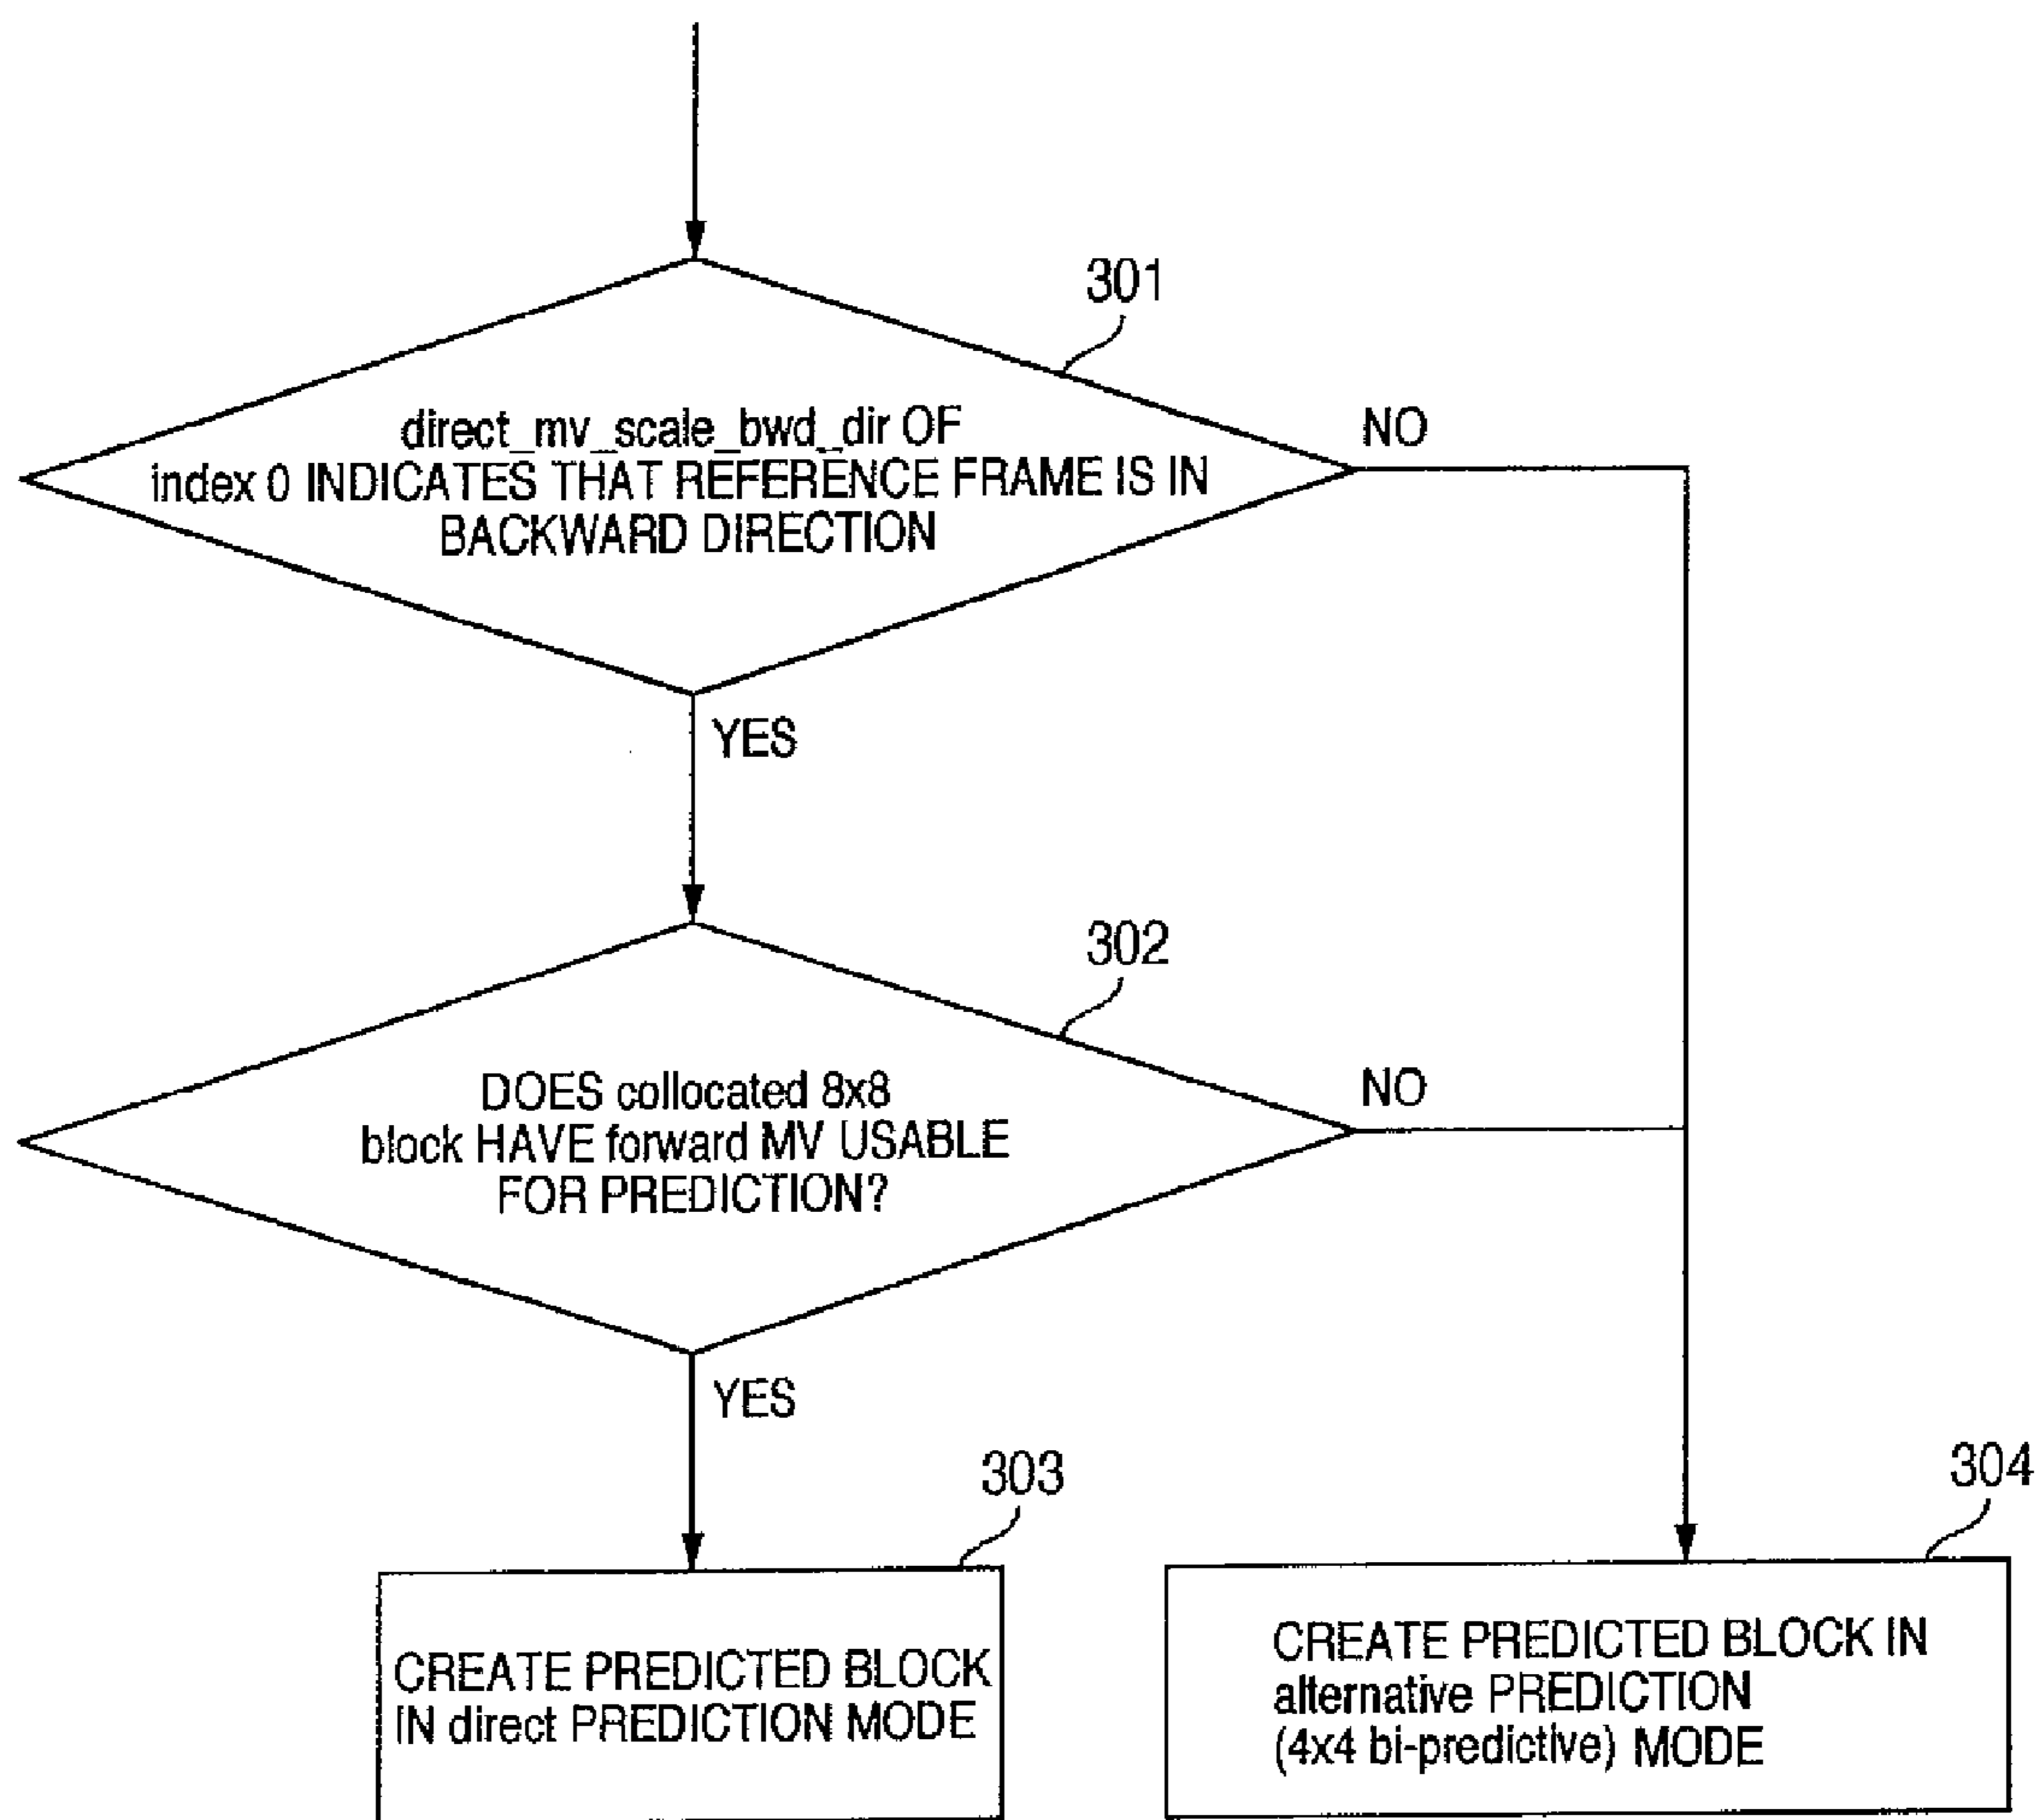 301
direct_mv_scale_bwd_dir OF
index 0 INDICATES THAT REFERENCE FRAME IS IN
BACKWARD DIRECTION
NO
YES
302
DOES collocated 8x8
block HAVE forward MV USABLE
FOR PREDICTION?
NO
YES
303
CREATE PREDICTED BLOCK
IN direct PREDICTION MODE
304
CREATE PREDICTED BLOCK IN
alternative PREDICTION
(4x4 bi-predictive) MODE